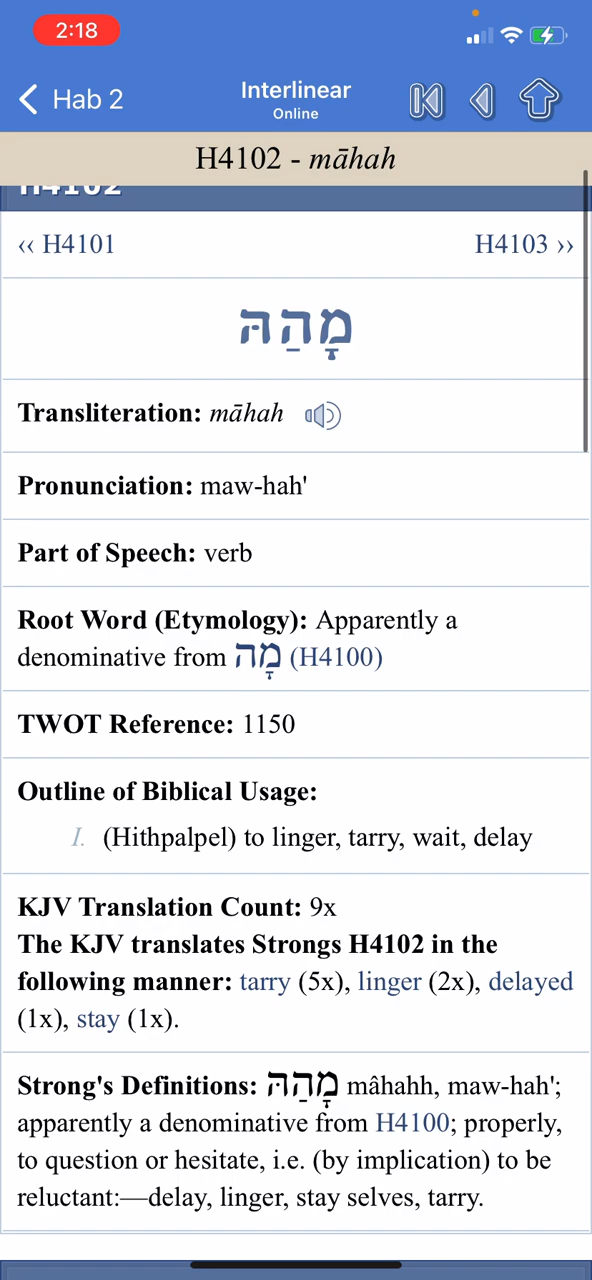 2:18
Hab 2
Interlinear
Online
H4102 - māhah
H4102
‹‹ H4101
H4103 ››
מָהַהּ
Transliteration: māhah
Pronunciation: maw-hah'
Part of Speech: verb
Root Word (Etymology): Apparently a
denominative from מָה (H4100)
TWOT Reference: 1150
Outline of Biblical Usage:
I. (Hithpalpel) to linger, tarry, wait, delay
KJV Translation Count: 9x
The KJV translates Strongs H4102 in the
following manner: tarry (5x), linger (2x), delayed
(1x), stay (1x).
Strong's Definitions: מָהַהּ mâhahh, maw-hah';
apparently a denominative from H4100; properly,
to question or hesitate, i.e. (by implication) to be
reluctant:—delay, linger, stay selves, tarry.